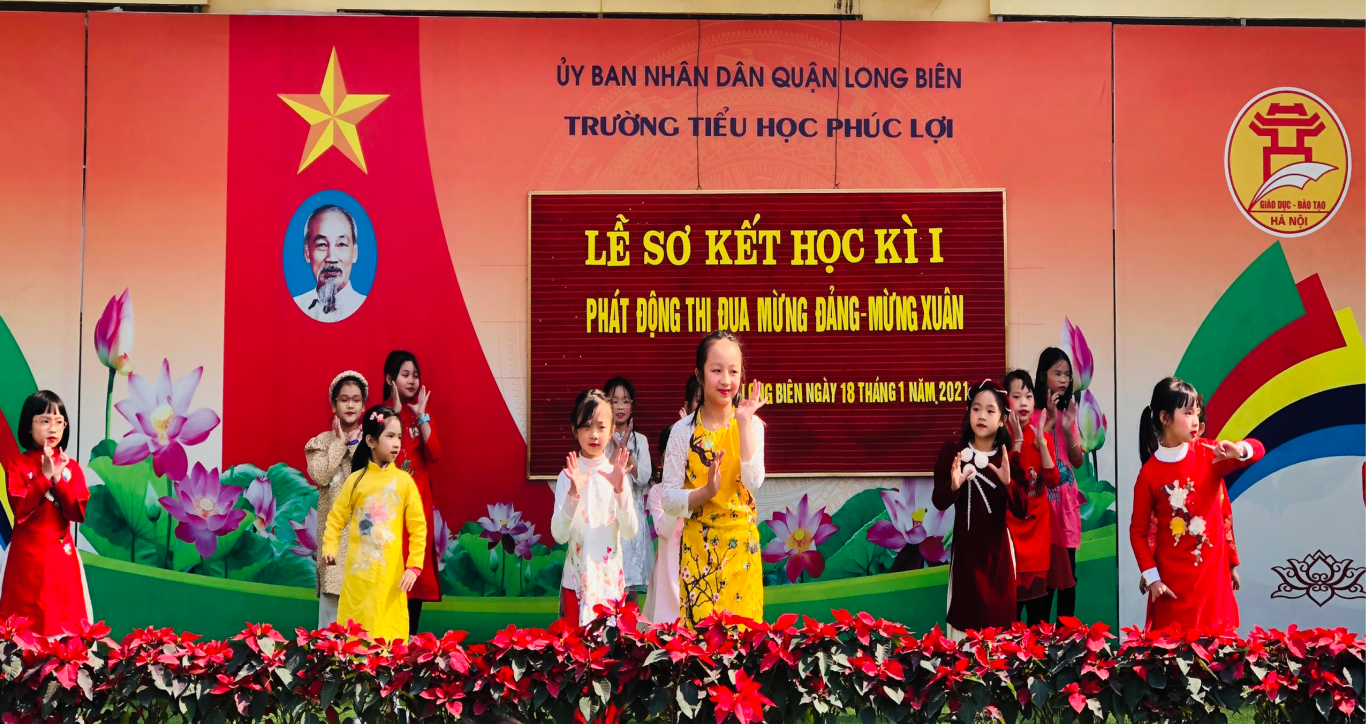 ỦY BAN NHÂN DÂN QUẬN LONG BIÊN
TRƯỜNG TIỂU HỌC PHÚC LỢI
LỄ SƠ KẾT HỌC KÌ I
PHÁT ĐỘNG THI ĐUA MỪNG ĐẢNG-MỪNG XUÂN
BIÊN NGÀY 18 THÁNG 1 NĂM 2021
GIÁO DỤC - ĐÀO TẠO
HÀ NỘI